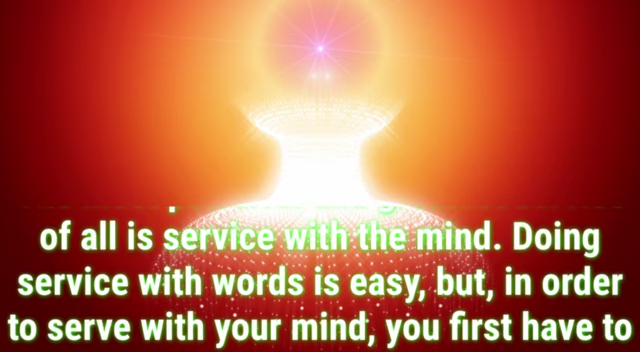 of all is service with the mind. Doing
service with words is easy, but, in order
to serve with your mind, you first have to